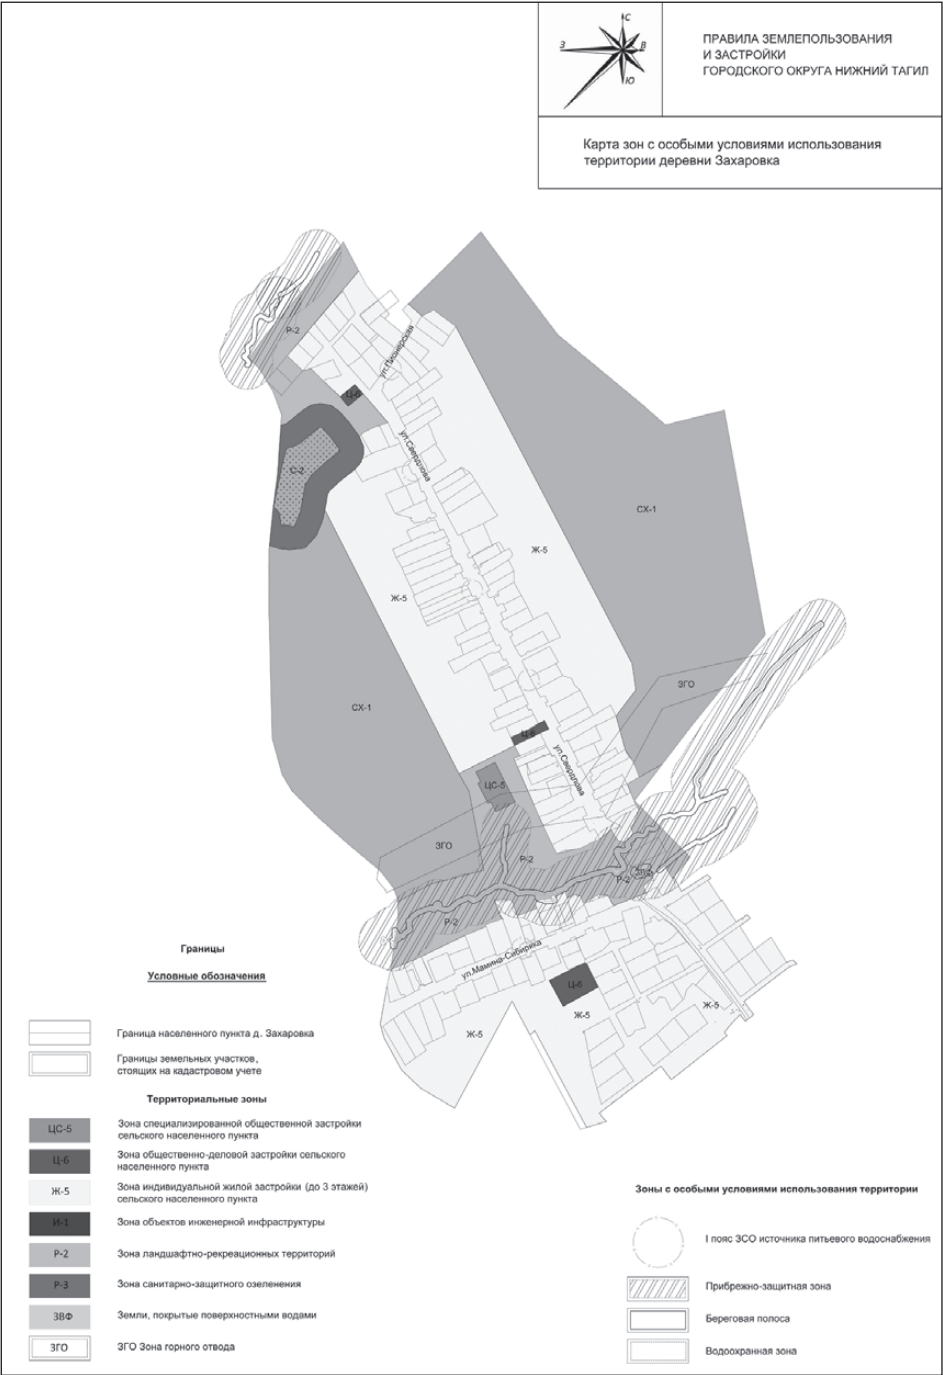 С
З
В
Ю
ПРАВИЛА ЗЕМЛЕПОЛЬЗОВАНИЯ
И ЗАСТРОЙКИ
ГОРОДСКОГО ОКРУГА НИЖНИЙ ТАГИЛ
Карта зон с особыми условиями использования
территории деревни Захаровка
Р-2
ул.Пионерская
Ц-6
ул.Свердлова
С-2
СХ-1
Ж-5
Ж-5
ЗГО
СХ-1
Ц-6
ул.Свердлова
ЦС-5
ЗГО
Р-2
Р-2
Р-2
ул.Мамина-Сибиряка
Ц-6
Ж-5
Ж-5
Ж-5
Границы
Условные обозначения
Граница населенного пункта д. Захаровка
Границы земельных участков,
стоящих на кадастровом учете
Территориальные зоны
ЦС-5
Зона специализированной общественной застройки
сельского населенного пункта
Ц-6
Зона общественно-деловой застройки сельского
населенного пункта
Ж-5
Зона индивидуальной жилой застройки (до 3 этажей)
сельского населенного пункта
И-1
Зона объектов инженерной инфраструктуры
Р-2
Зона ландшафтно-рекреационных территорий
Р-3
Зона санитарно-защитного озеленения
ЗВФ
Земли, покрытые поверхностными водами
ЗГО
ЗГО Зона горного отвода
Зоны с особыми условиями использования территории
I пояс ЗСО источника питьевого водоснабжения
Прибрежно-защитная зона
Береговая полоса
Водоохранная зона